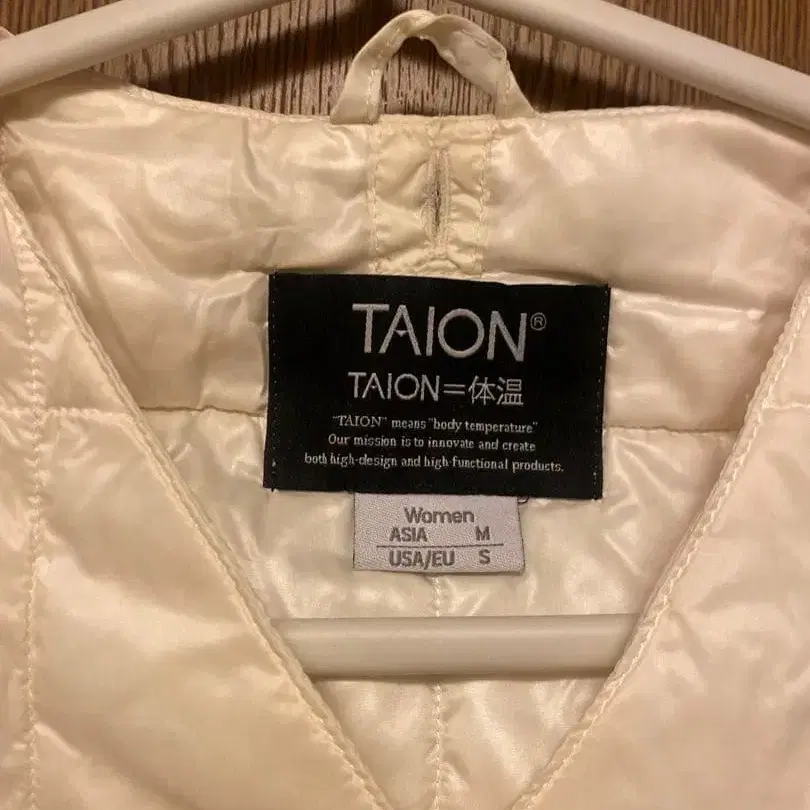 TAION®
TAION=体温
"TAION" means "body temperature"
Our mission is to innovate and create
both high-design and high-functional products.
Women
ASIA M
USA/EU S